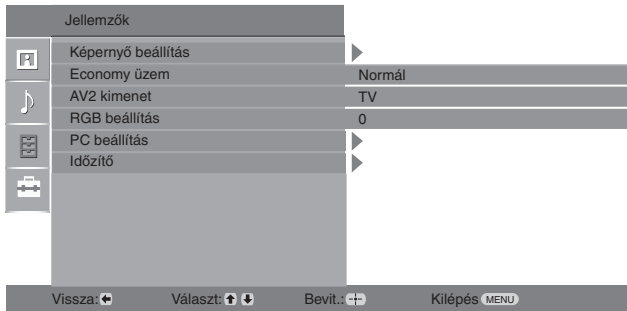 Jellemzők
Képernyő beállítás
Economy üzem Normál
AV2 kimenet TV
RGB beállítás 0
PC beállítás
Időzítő
Vissza: Választ: Bevit.: Kilépés MENU